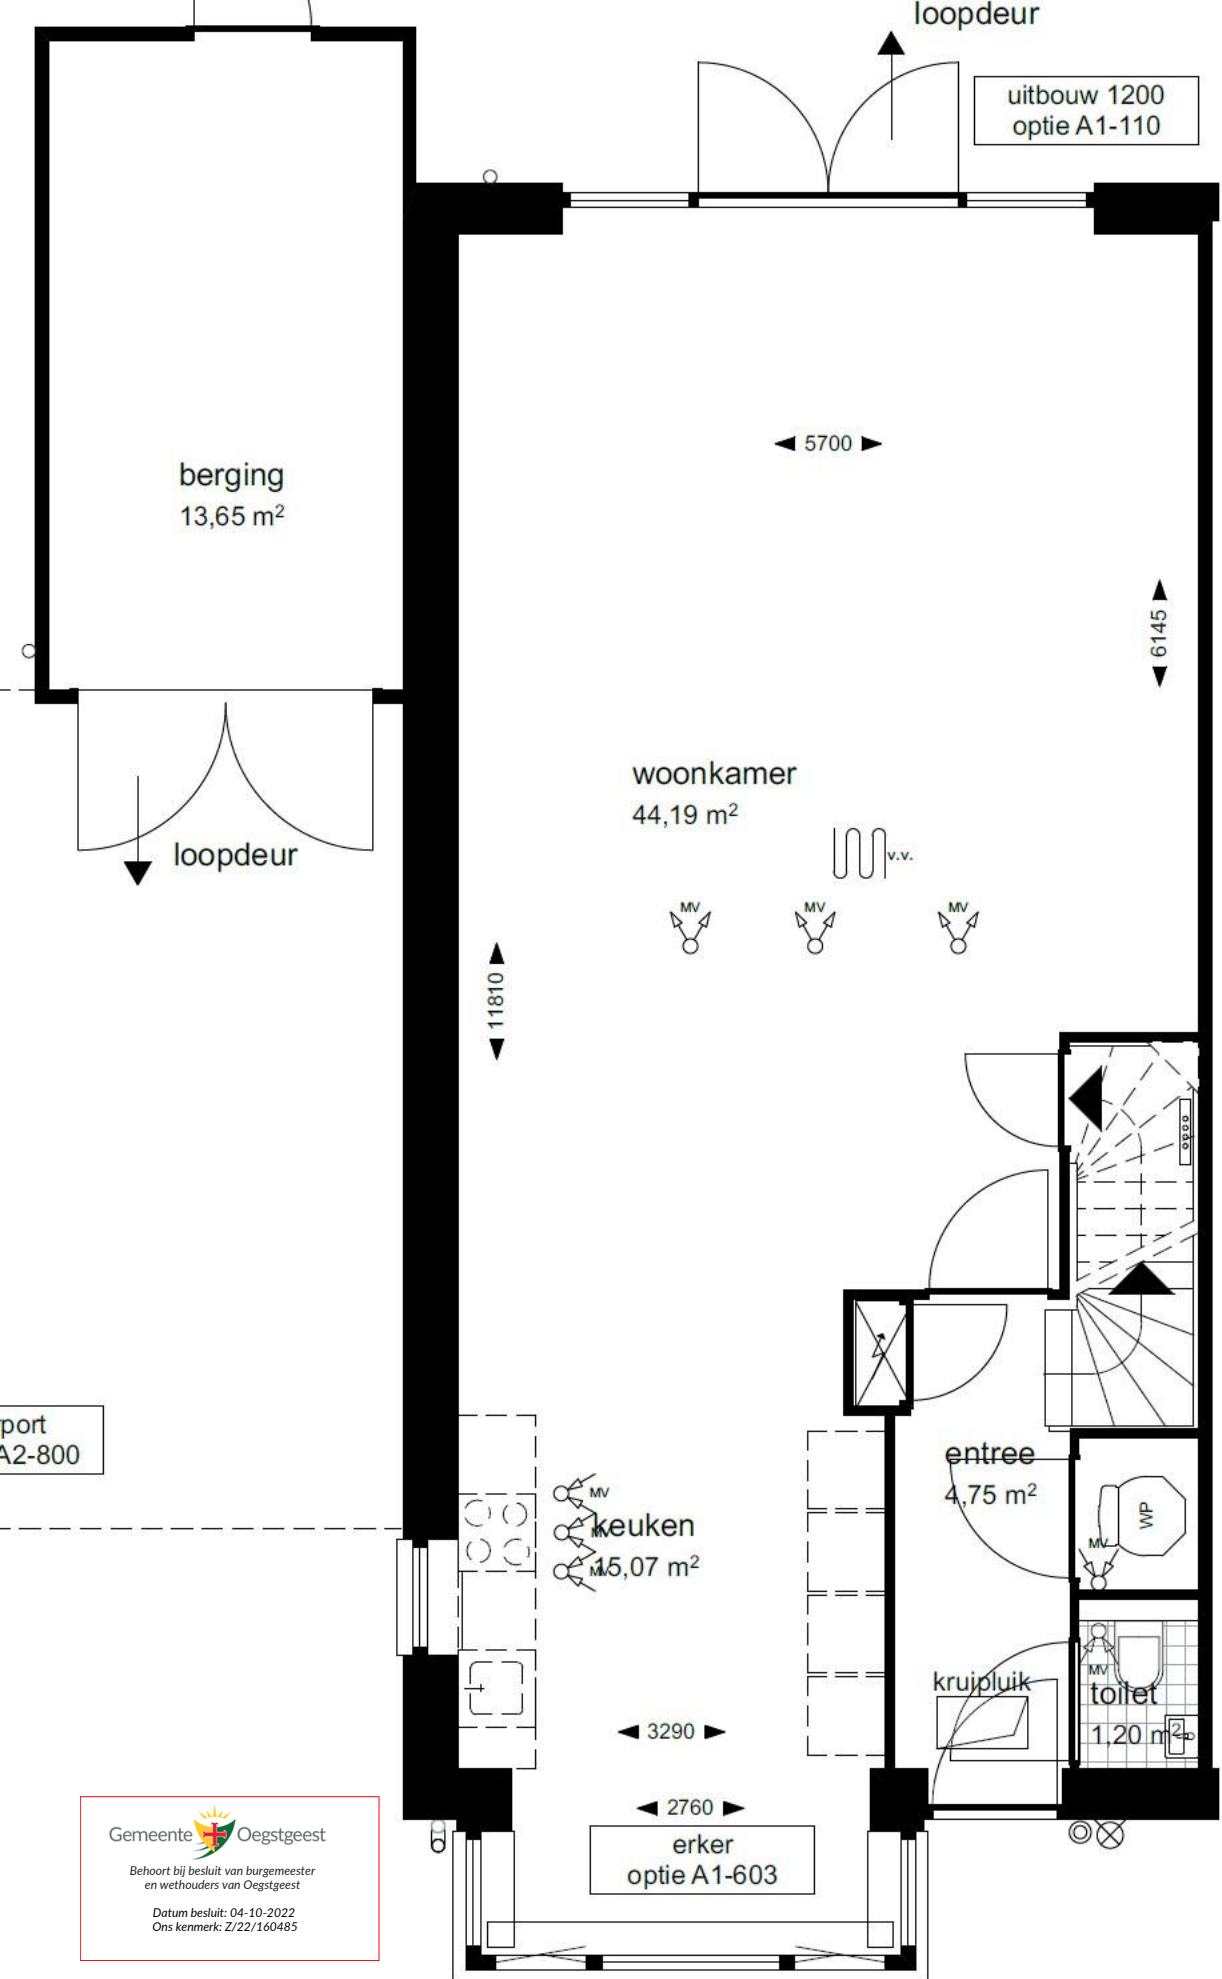 loopdeur
uitbouw 1200
optie A1-110
5700
berging
13,65 m²
6145
woonkamer
44,19 m²
v.v.
MV
MV
MV
loopdeur
11810
port
A2-800
entree
4,75 m²
MV
keuken
MV
15,07 m²
MV
WP
MV
kruipluik
MV
toilet
1,20 m²
3290
2760
erker
optie A1-603
Gemeente Oegstgeest
Behoort bij besluit van burgemeester
en wethouders van Oegstgeest
Datum besluit: 04-10-2022
Ons kenmerk: Z/22/160485